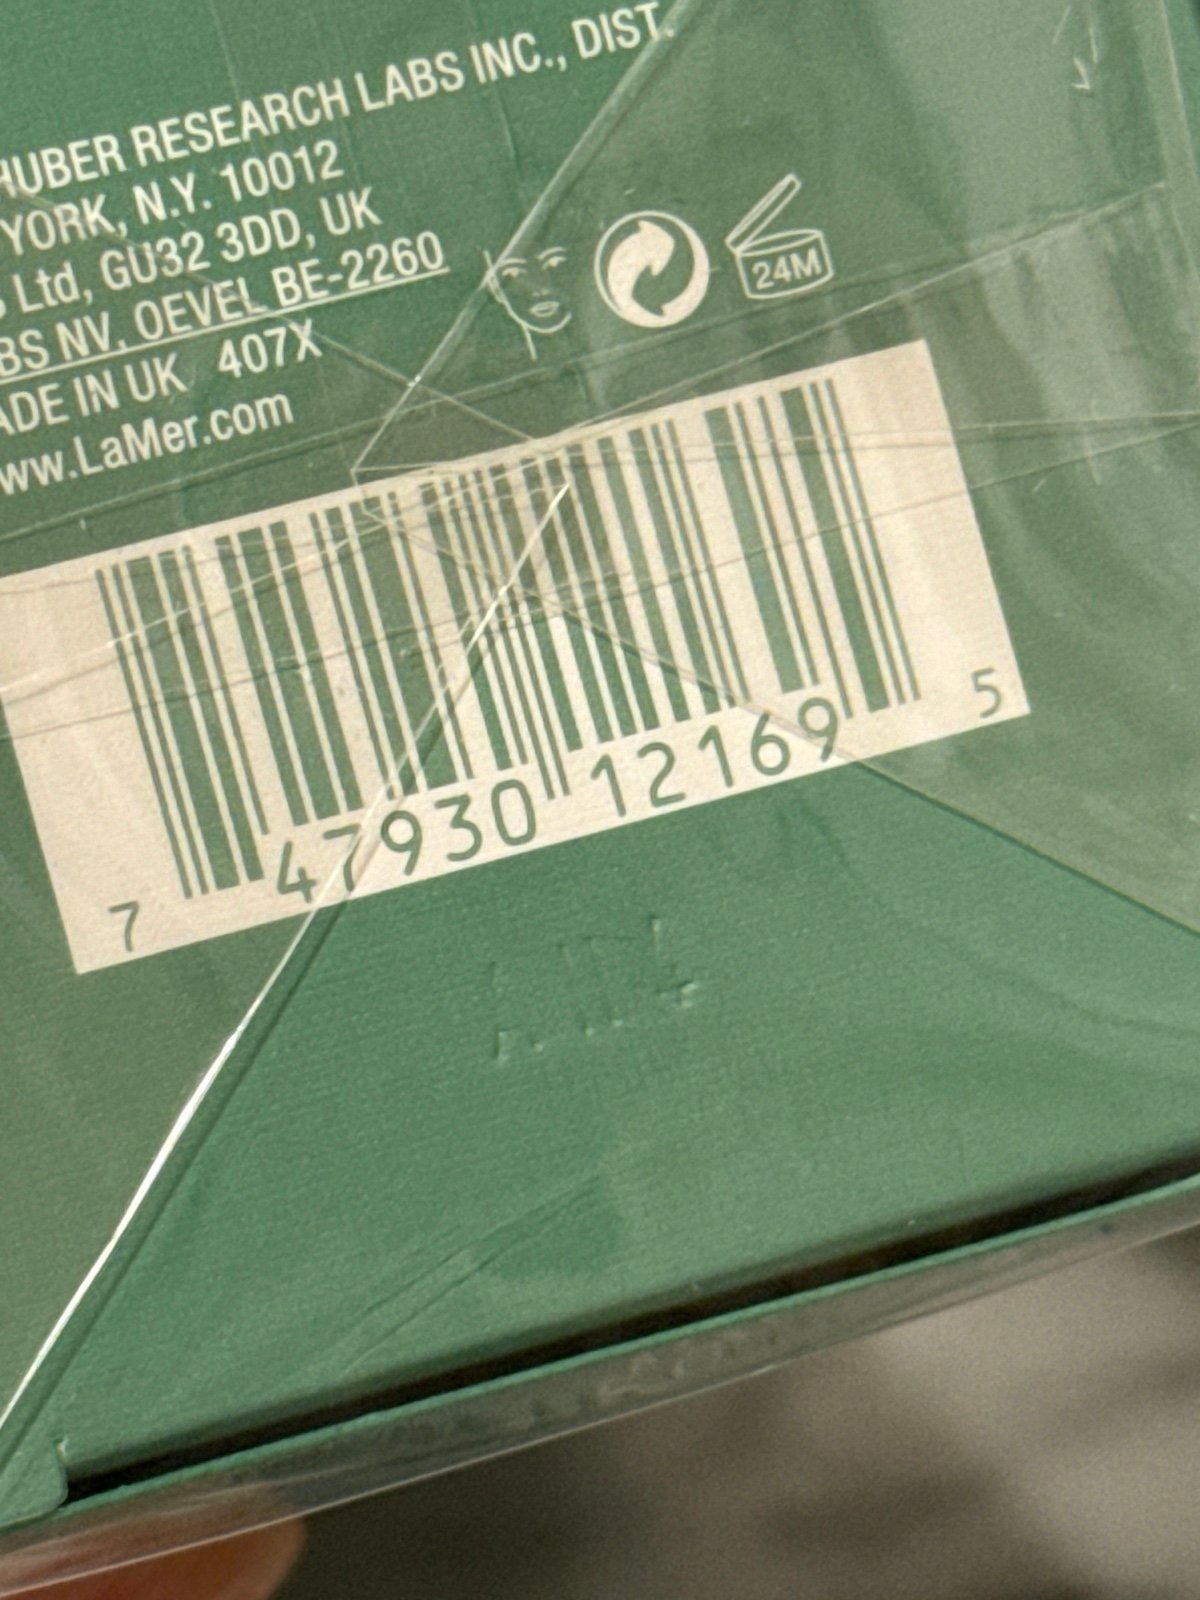 HUBER RESEARCH LABS INC., DIST.
YORK, N.Y. 10012
Ltd, GU32 3DD, UK
BS NV, OEVEL BE-2260
ADE IN UK 407X
ww.LaMer.com
24M
7 47930 12169 5